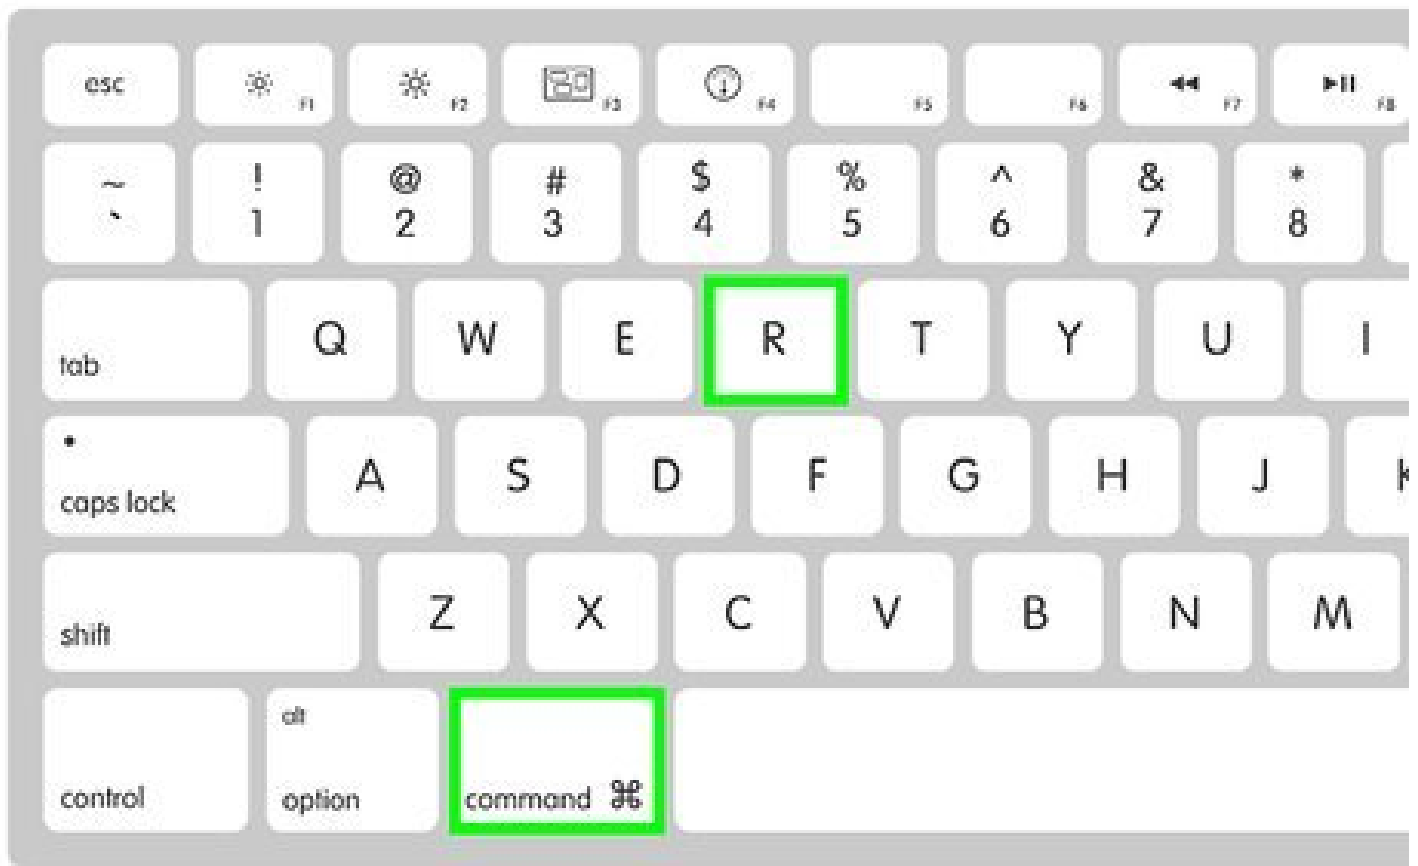 esc F1 F2 F3 F4 F5 F6 F7 F8
~ ! @ # $ % ^ & *
` 1 2 3 4 5 6 7 8
Q W E R T Y U I
tab
A S D F G H J K
caps lock
Z X C V B N M
shift
alt
control option command ⌘